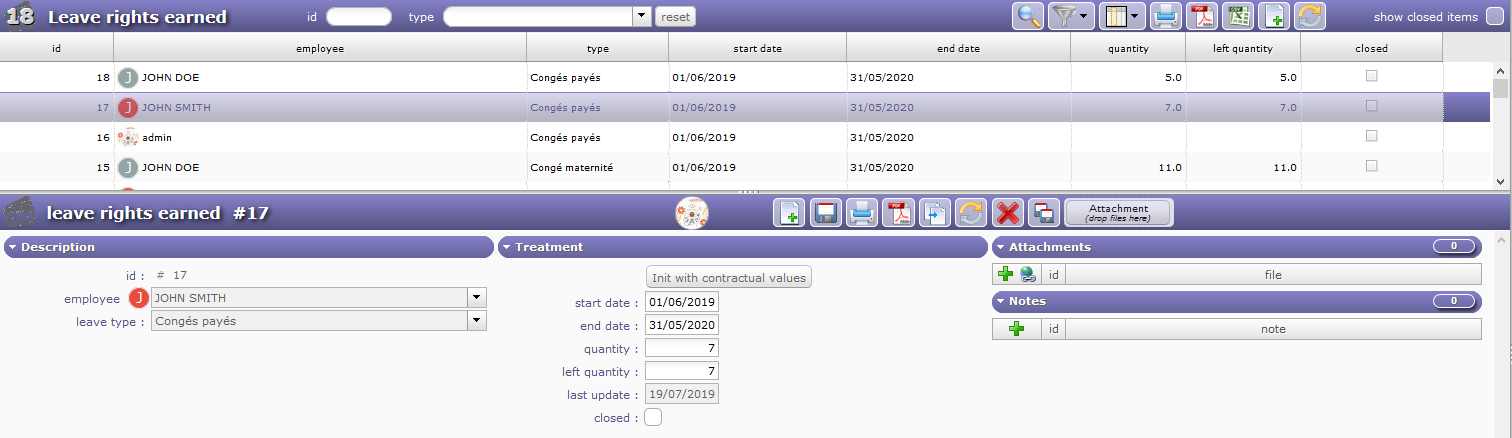 18 Leave rights earned id type reset show closed items
id employee type start date end date quantity left quantity closed
18 J JOHN DOE Congés payés 01/06/2019 31/05/2020 5.0 5.0
17 J JOHN SMITH Congés payés 01/06/2019 31/05/2020 7.0 7.0
16 admin Congés payés 01/06/2019 31/05/2020
15 J JOHN DOE Congé maternité 01/06/2019 31/05/2020 11.0 11.0
leave rights earned #17 PDF Attachment
(drop files here)
Description
id : # 17
employee J JOHN SMITH
leave type : Congés payés
Treatment
Init with contractual values
start date : 01/06/2019
end date : 31/05/2020
quantity : 7
left quantity : 7
last update : 19/07/2019
closed :
Attachments 0
id file
Notes 0
id note